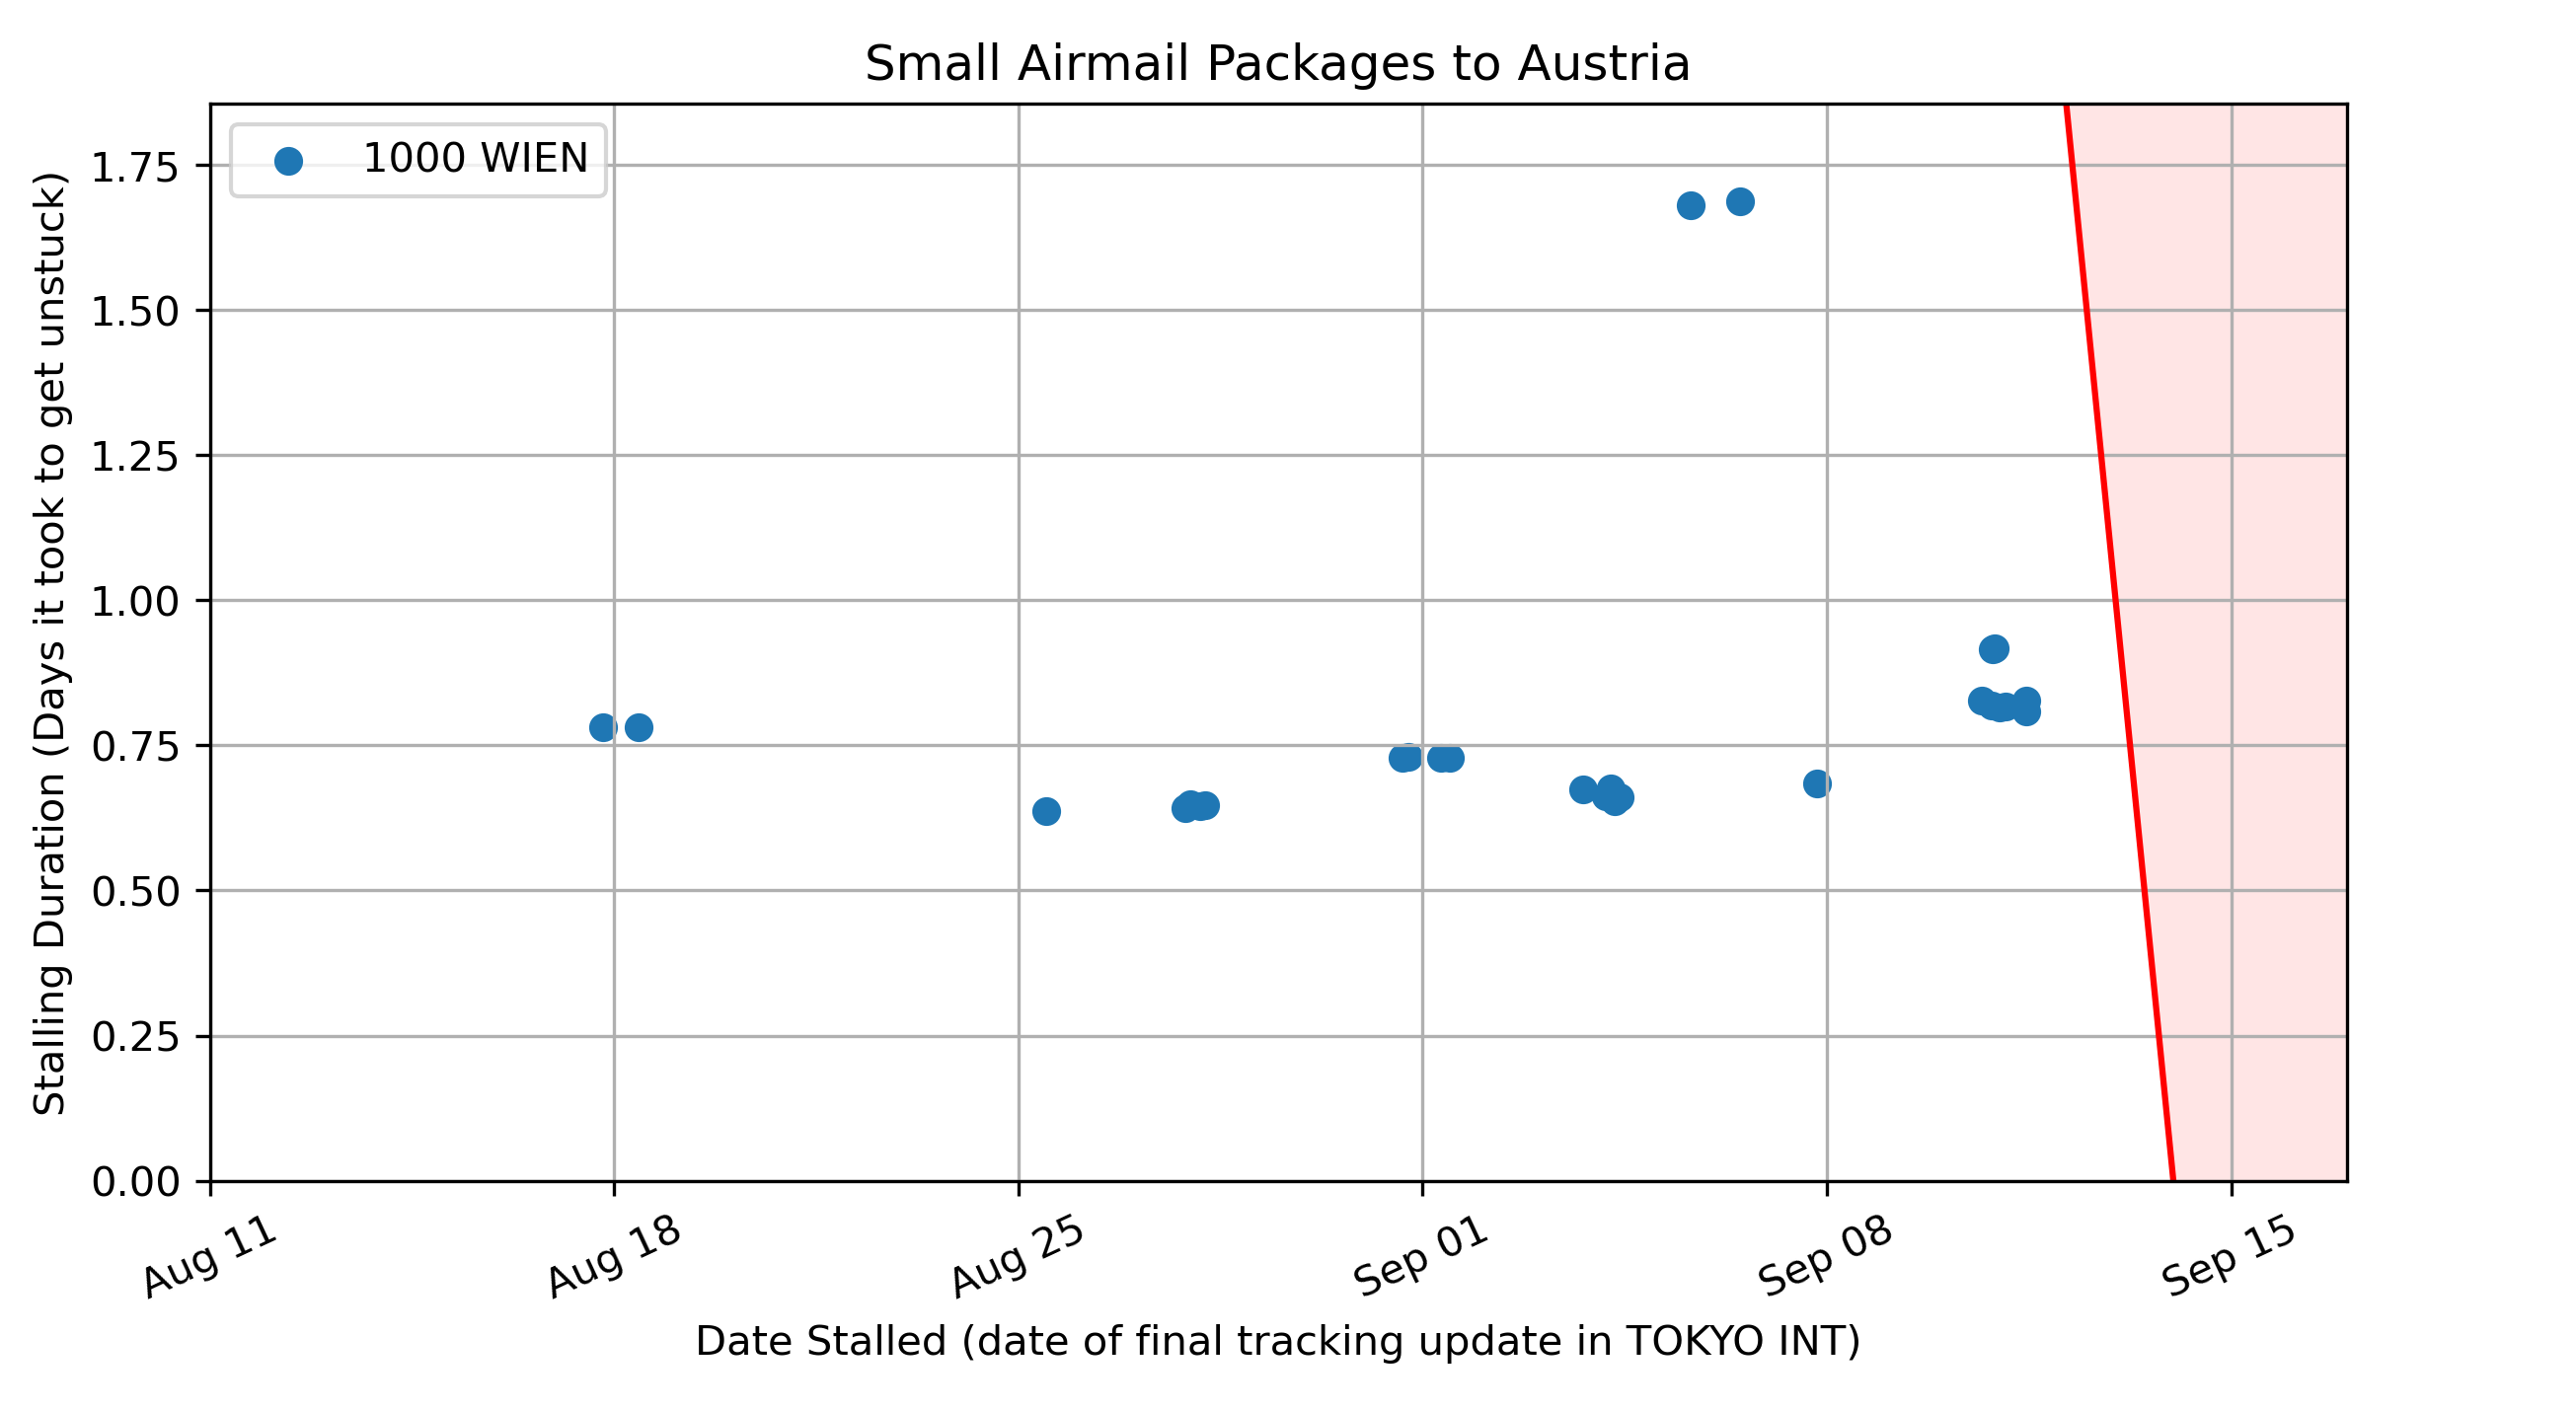 Small Airmail Packages to Austria
1000 WIEN
Stalling Duration (Days it took to get unstuck)
1.75
1.50
1.25
1.00
0.75
0.50
0.25
0.00
Aug 11
Aug 18
Aug 25
Sep 01
Sep 08
Sep 15
Date Stalled (date of final tracking update in TOKYO INT)